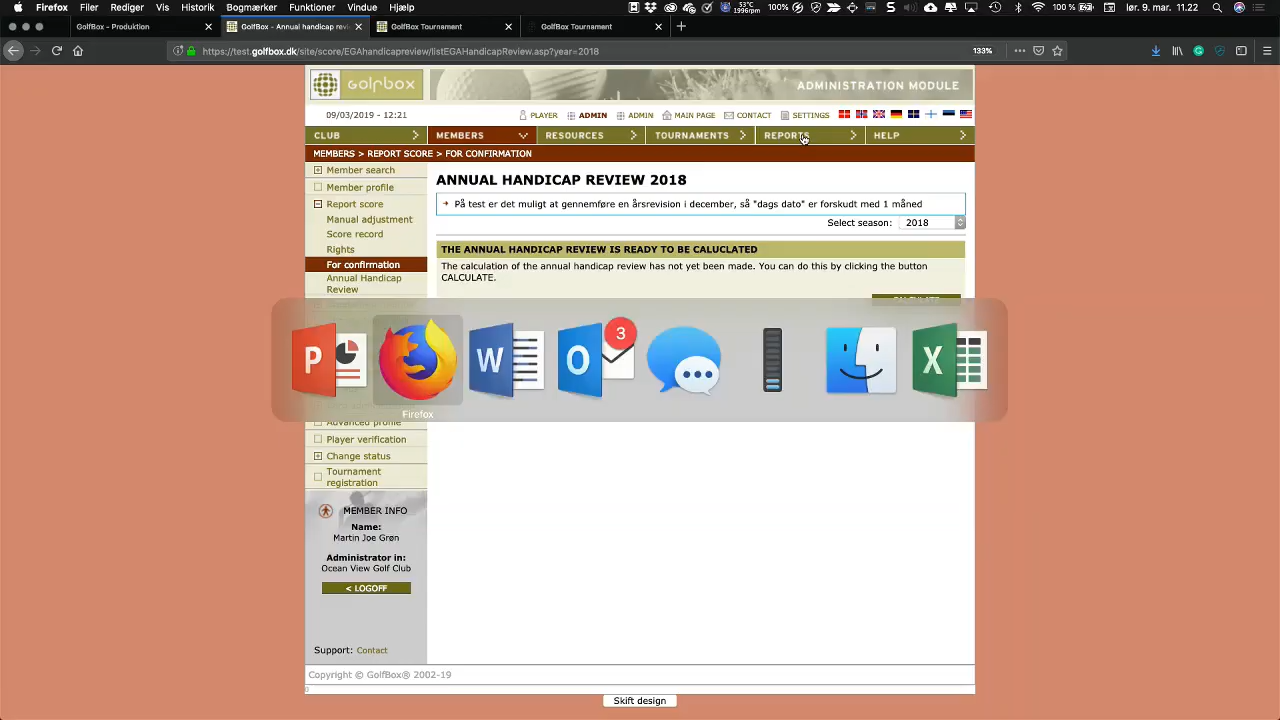 Firefox Filer Rediger Vis Historik Bogmærker Funktioner Vindue Hjælp
53°C
1998rpm
100%
lør. 9. mar. 11.22
GolfBox - Produktion
GolfBox - Annual handicap revi
GolfBox Tournament
GolfBox Tournament
https://test.golfbox.dk/site/score/EGAhandicapreview/listEGAHandicapReview.asp?year=2018
133%
GOLFBOX
ADMINISTRATION MODULE
09/03/2019 - 12:21
PLAYER
ADMIN
ADMIN
MAIN PAGE
CONTACT
SETTINGS
CLUB
MEMBERS
RESOURCES
TOURNAMENTS
REPORTS
HELP
MEMBERS > REPORT SCORE > FOR CONFIRMATION
Member search
Member profile
Report score
Manual adjustment
Score record
Rights
For confirmation
Annual Handicap
Review
ANNUAL HANDICAP REVIEW 2018
På test er det muligt at gennemføre en årsrevision i december, så "dags dato" er forskudt med 1 måned
Select season:
2018
THE ANNUAL HANDICAP REVIEW IS READY TO BE CALUCLATED
The calculation of the annual handicap review has not yet been made. You can do this by clicking the button
CALCULATE.
CALCULATE
P
W
O
3
X
Firefox
Advanced profile
Player verification
Change status
Tournament
registration
MEMBER INFO
Name:
Martin Joe Grøn
Administrator in:
Ocean View Golf Club
< LOGOFF
Support: Contact
Copyright © GolfBox® 2002-19
0
Skift design